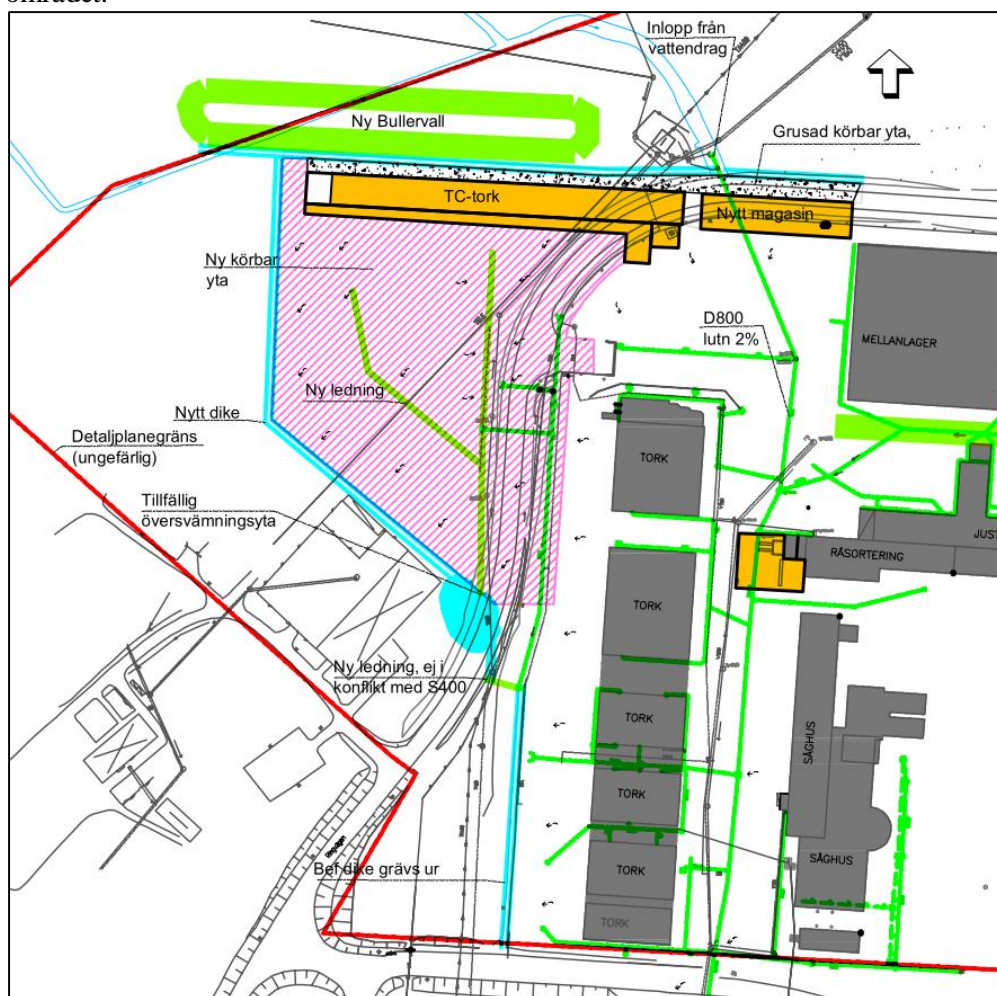 området.
Inlopp från
vattendrag
Ny Bullervall
Grusad körbar yta,
TC-tork
Nytt magasin
Ny körbar
yta
D800
lutn 2%
MELLANLAGER
Ny ledning
Nytt dike
Detaljplanegräns
(ungefärlig)
TORK
Tillfällig
översvämningsyta
JUST
RÅSORTERING
TORK
Ny ledning, ej i
konflikt med S400
TORK
SÅGHUS
TORK
SÅGHUS
Bef dike grävs ur
TORK
TORK